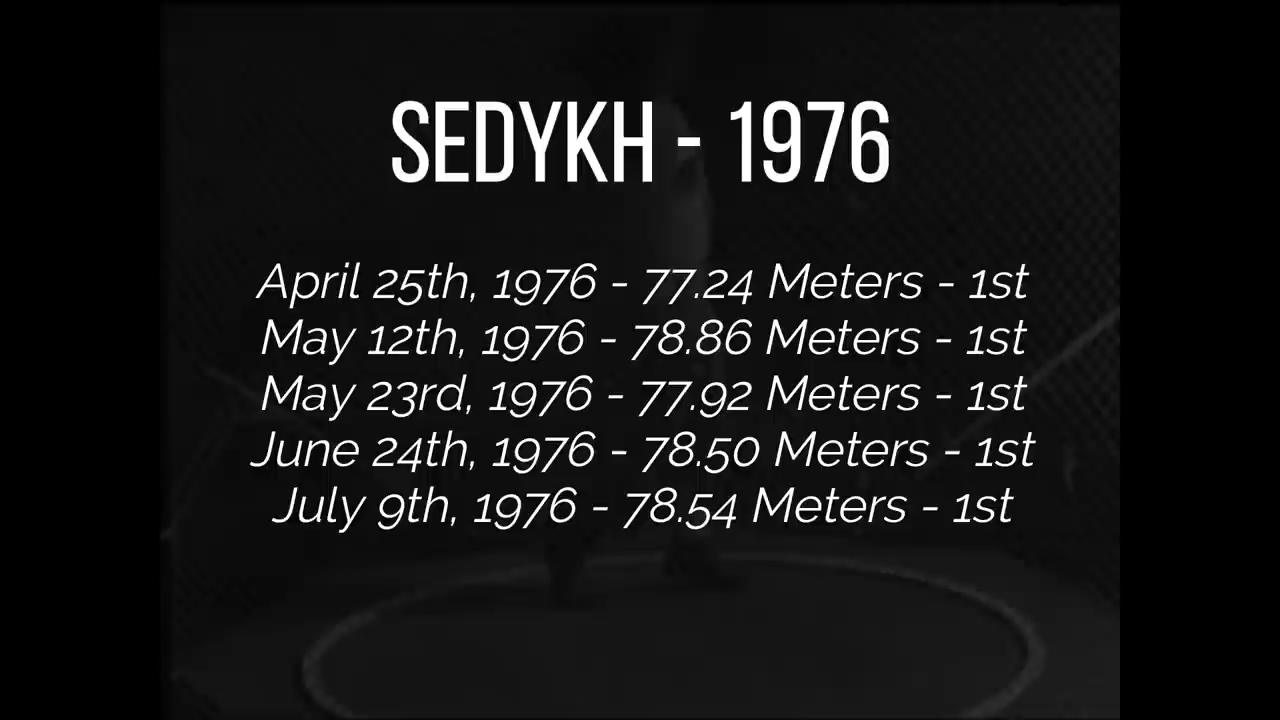 SEDYKH - 1976
April 25th, 1976 - 77.24 Meters - 1st
May 12th, 1976 - 78.86 Meters - 1st
May 23rd, 1976 - 77.92 Meters - 1st
June 24th, 1976 - 78.50 Meters - 1st
July 9th, 1976 - 78.54 Meters - 1st